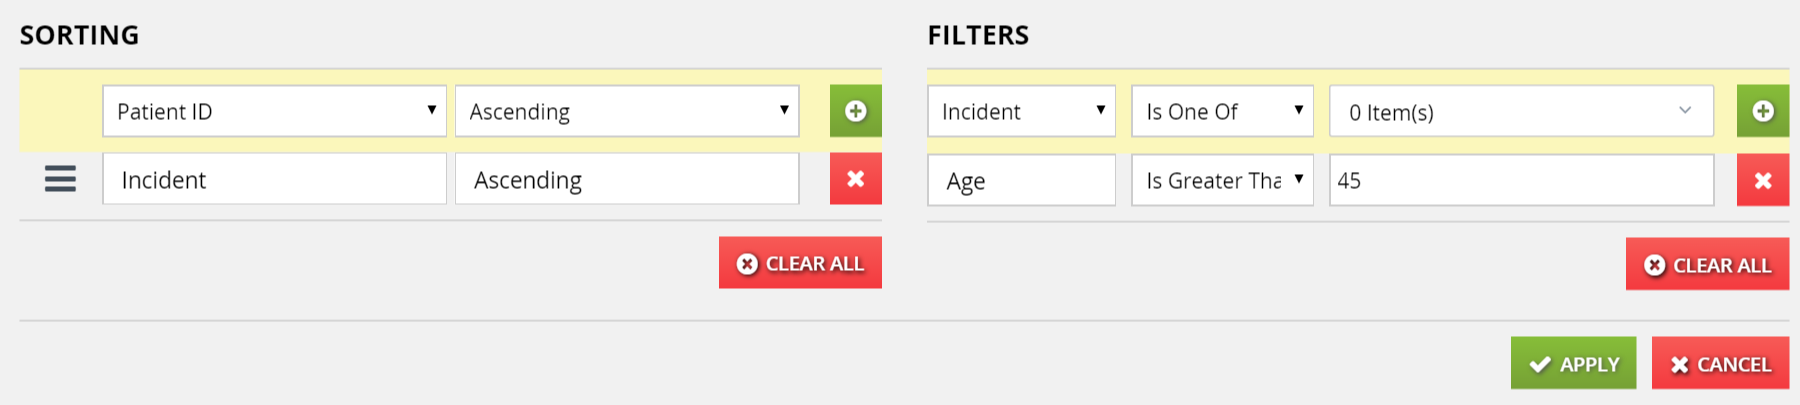 SORTING
Patient ID Ascending
Incident Ascending
CLEAR ALL
FILTERS
Incident Is One Of 0 Item(s)
Age Is Greater Tha 45
CLEAR ALL
APPLY CANCEL